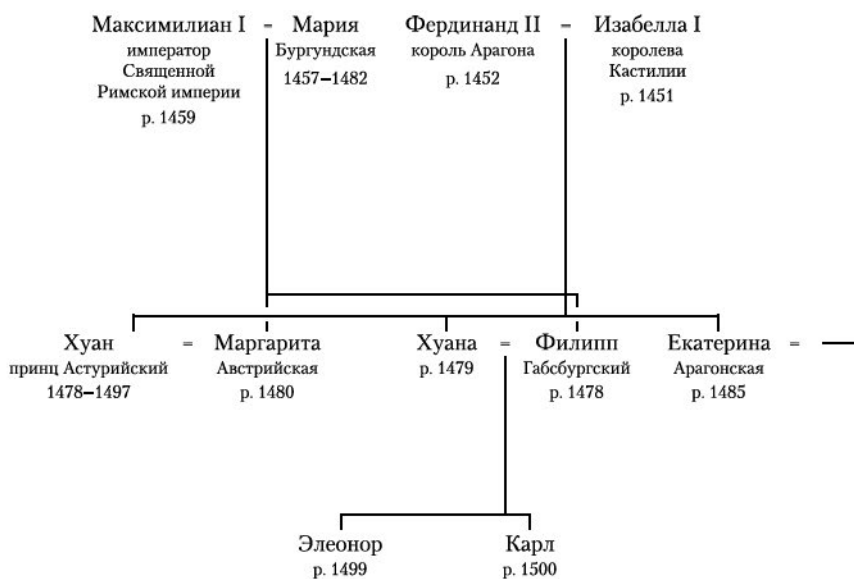 Максимилиан I = Мария Фердинанд II = Изабелла I
император Бургундская король Арагона королева
Священной 1457–1482 р. 1452 Кастилии
Римской империи р. 1451
р. 1459
Хуан = Маргарита Хуана = Филипп Екатерина =
принц Астурийский Австрийская р. 1479 Габсбургский Арагонская
1478–1497 р. 1480 р. 1478 р. 1485
Элеонор Карл
р. 1499 р. 1500